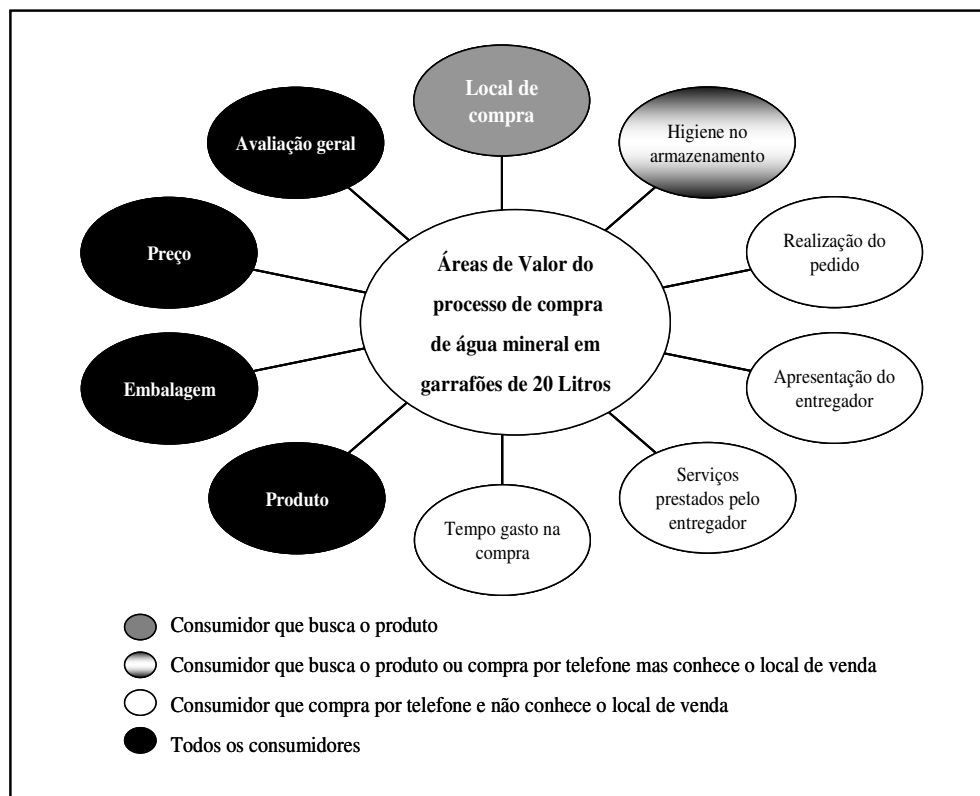 Local de
compra
Higiene no
armazenamento
Avaliação geral
Realização do
pedido
Preço
Áreas de Valor do
processo de compra
de água mineral em
garrafões de 20 Litros
Apresentação do
entregador
Embalagem
Serviços
prestados pelo
entregador
Produto
Tempo gasto na
compra
Consumidor que busca o produto
Consumidor que busca o produto ou compra por telefone mas conhece o local de venda
Consumidor que compra por telefone e não conhece o local de venda
Todos os consumidores